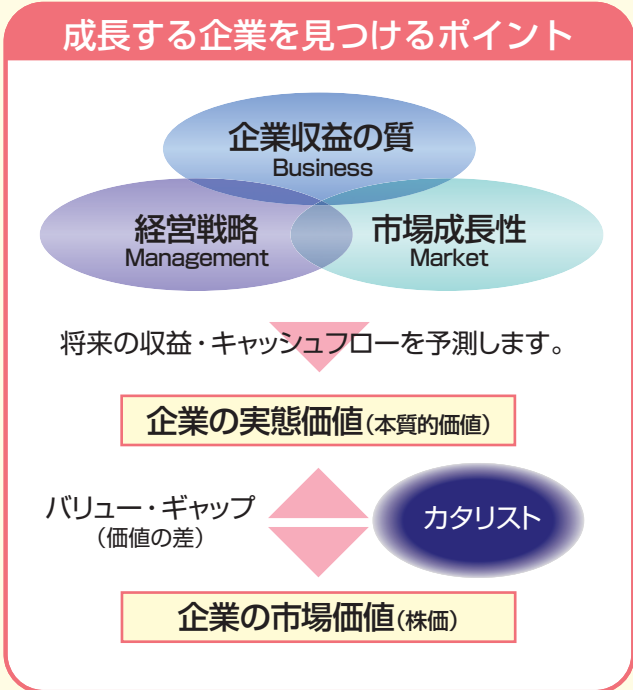 成長する企業を見つけるポイント
企業収益の質
Business
経営戦略
Management
市場成長性
Market
将来の収益・キャッシュフローを予測します。
企業の実態価値(本質的価値)
バリュー・ギャップ
(価値の差)
カタリスト
企業の市場価値(株価)